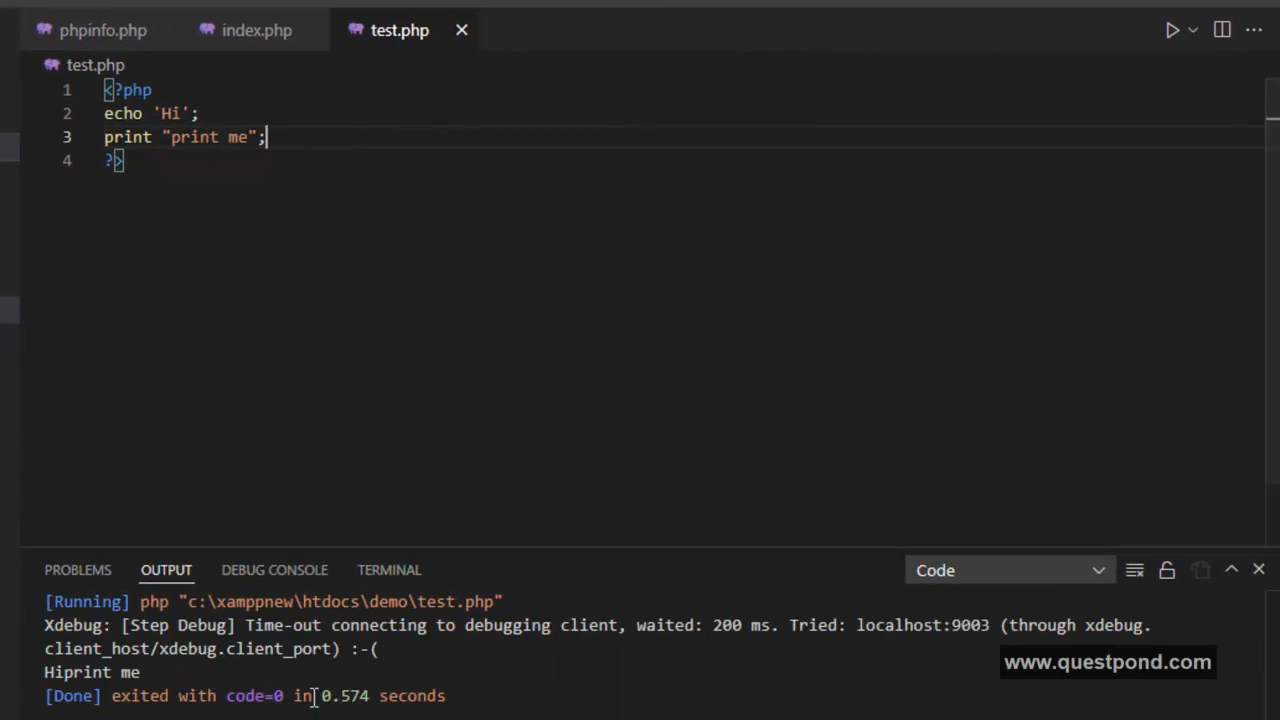 phpinfo.php index.php test.php
test.php
1 <?php
2 echo 'Hi';
3 print "print me";
4 ?>
PROBLEMS OUTPUT DEBUG CONSOLE TERMINAL Code
[Running] php "c:\xamppnew\htdocs\demo\test.php"
Xdebug: [Step Debug] Time-out connecting to debugging client, waited: 200 ms. Tried: localhost:9003 (through xdebug.
client_host/xdebug.client_port) :-(
www.questpond.com
Hiprint me
[Done] exited with code=0 in 0.574 seconds